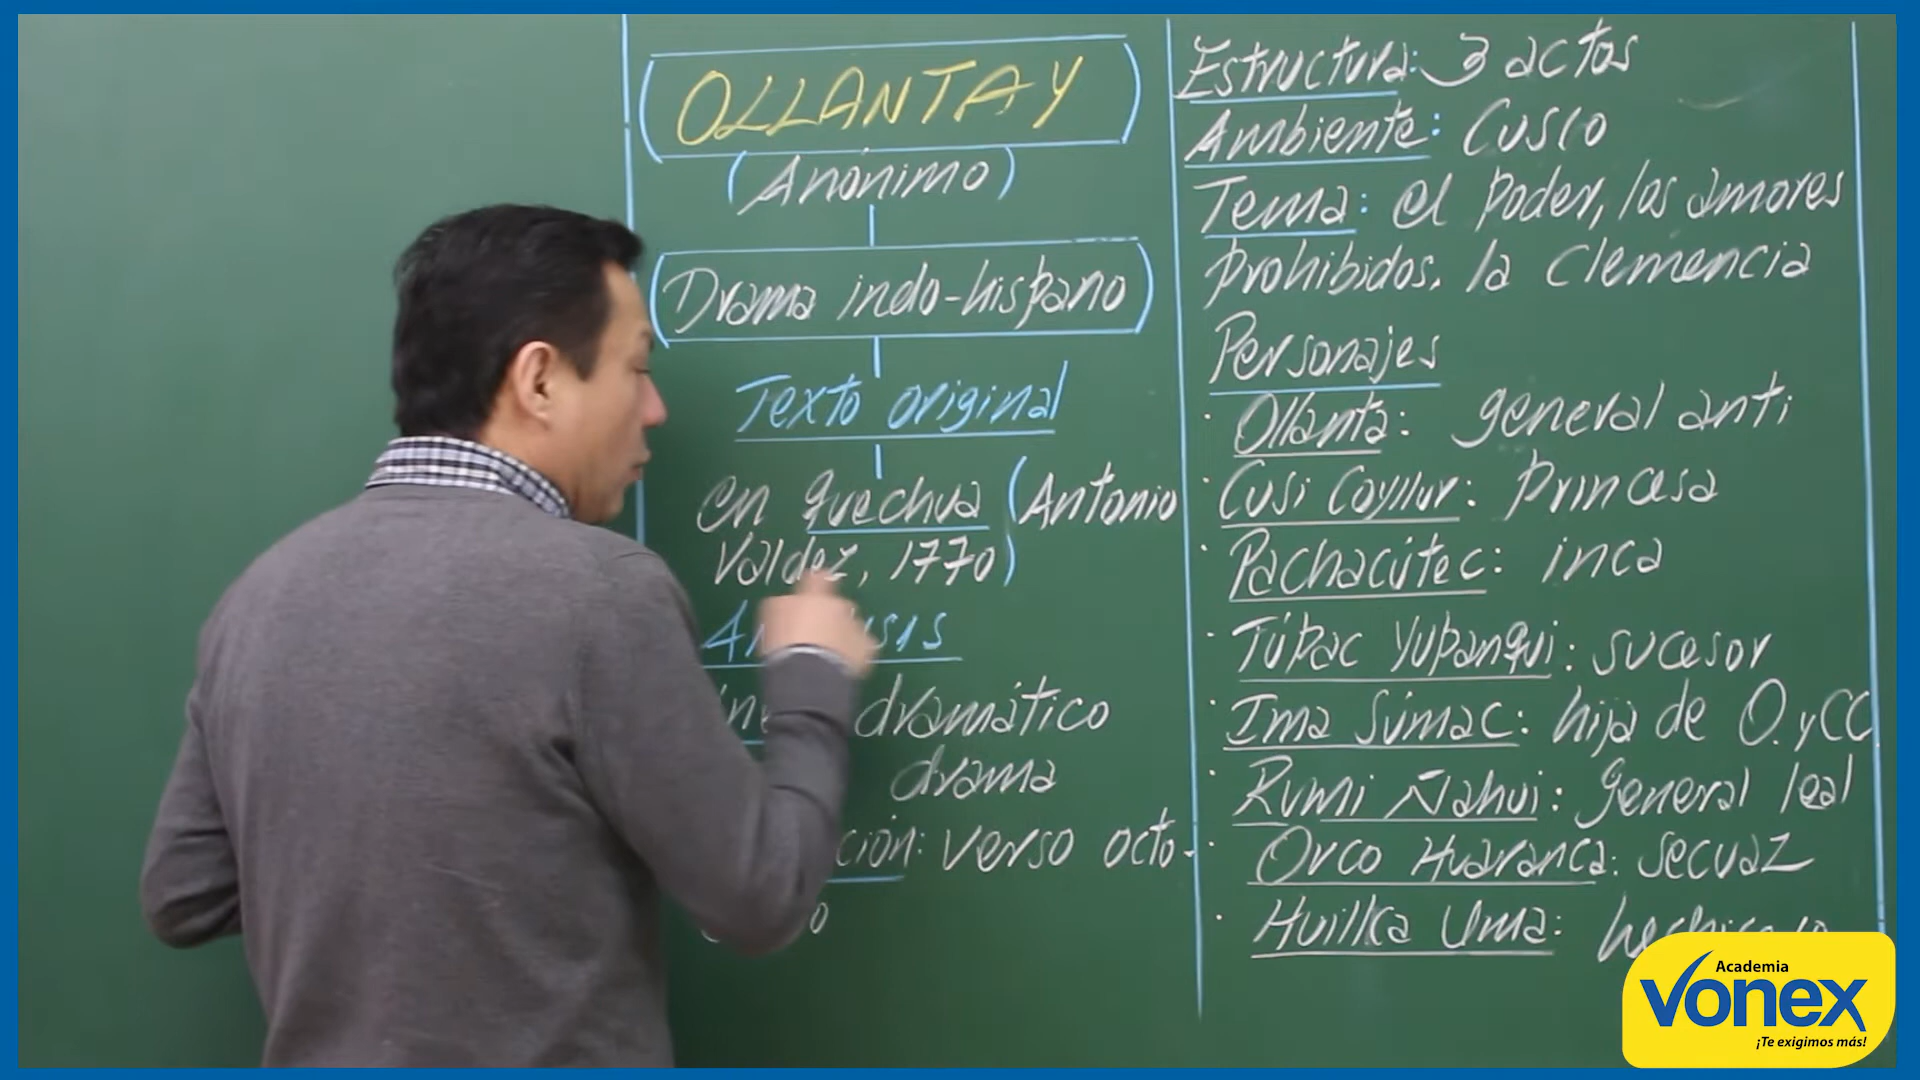 OLLANTAY
(Anónimo)
Drama indo-hispano
Texto original
en quechua (Antonio
Valdez, 1770)
dramático
drama
verso octo-
Estructura: 3 actos
Ambiente: Cusco
Tema: el poder, los amores
prohibidos, la clemencia
Personajes
· Ollanta: general anti
· Cusi Coyllur: princesa
· Pachacútec: inca
· Túpac Yupanqui: sucesor
· Ima Súmac: hija de O. y CC
· Rumi Ñahui: general leal
· Orco Huaranca: secuaz
· Huillka Uma:
Academia
vonex
¡Te exigimos más!